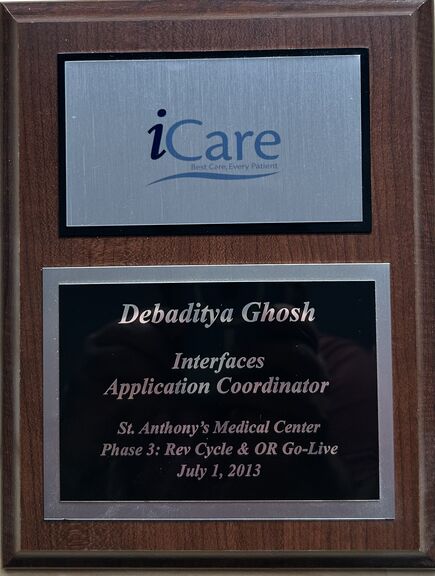 iCare
Best Care, Every Patient
Debaditya Ghosh
Interfaces
Application Coordinator
St. Anthony's Medical Center
Phase 3: Rev Cycle & OR Go-Live
July 1, 2013